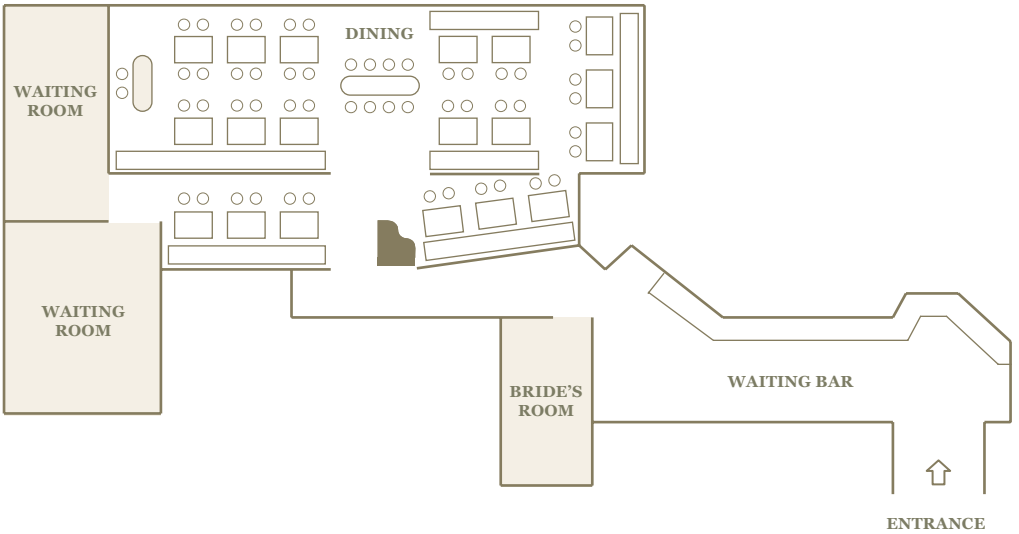 DINING
WAITING
ROOM
WAITING
ROOM
BRIDE'S
ROOM
WAITING BAR
ENTRANCE